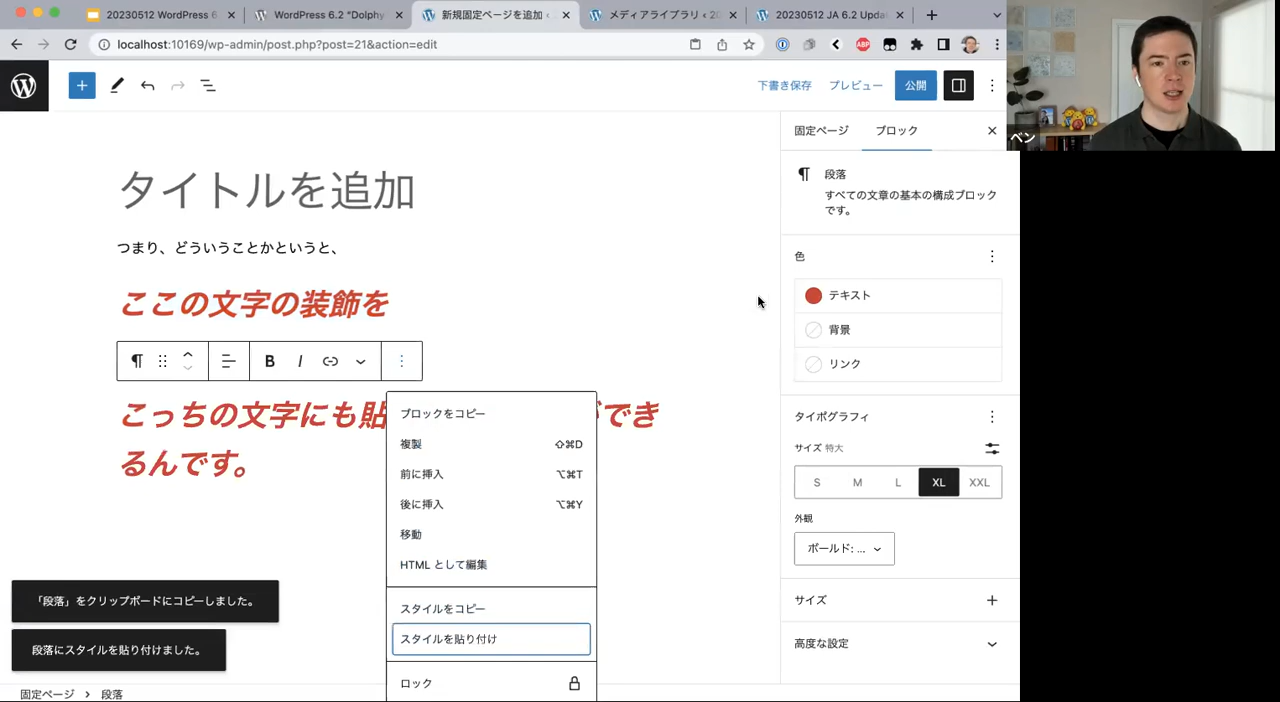 20230512 WordPress 6
WordPress 6.2 "Dolphy
新規固定ページを追加
メディアライブラリ ‹ 20
20230512 JA 6.2 Upda
localhost:10169/wp-admin/post.php?post=21&action=edit
ABP
下書き保存
プレビュー
公開
ベン
固定ページ
ブロック
タイトルを追加
段落
すべての文章の基本の構成ブロック
です。
つまり、どういうことかというと、
色
ここの文字の装飾を
テキスト
背景
リンク
B
I
こっちの文字にも貼
でき
るんです。
ブロックをコピー
複製 ⇧⌘D
前に挿入 ⌥⌘T
後に挿入 ⌥⌘Y
移動
HTML として編集
スタイルをコピー
スタイルを貼り付け
ロック
タイポグラフィ
サイズ 特大
S M L XL XXL
外観
ボールド: ...
サイズ
高度な設定
「段落」をクリップボードにコピーしました。
段落にスタイルを貼り付けました。
固定ページ › 段落